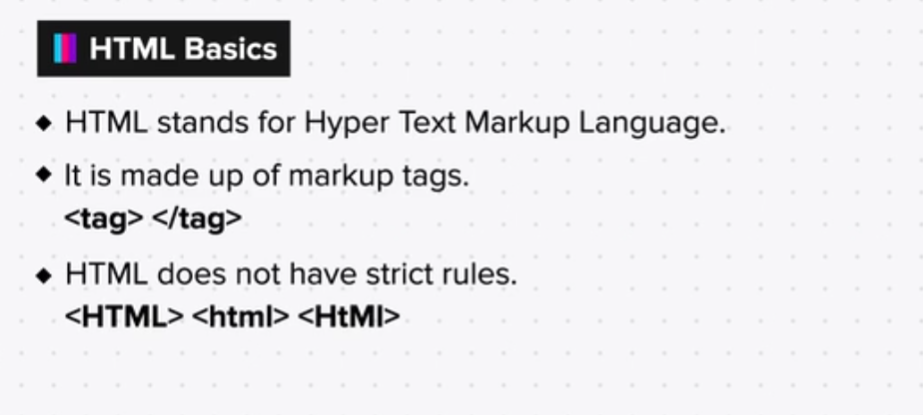 HTML Basics
HTML stands for Hyper Text Markup Language.
It is made up of markup tags.
<tag> </tag>
HTML does not have strict rules.
<HTML> <html> <HtMl>